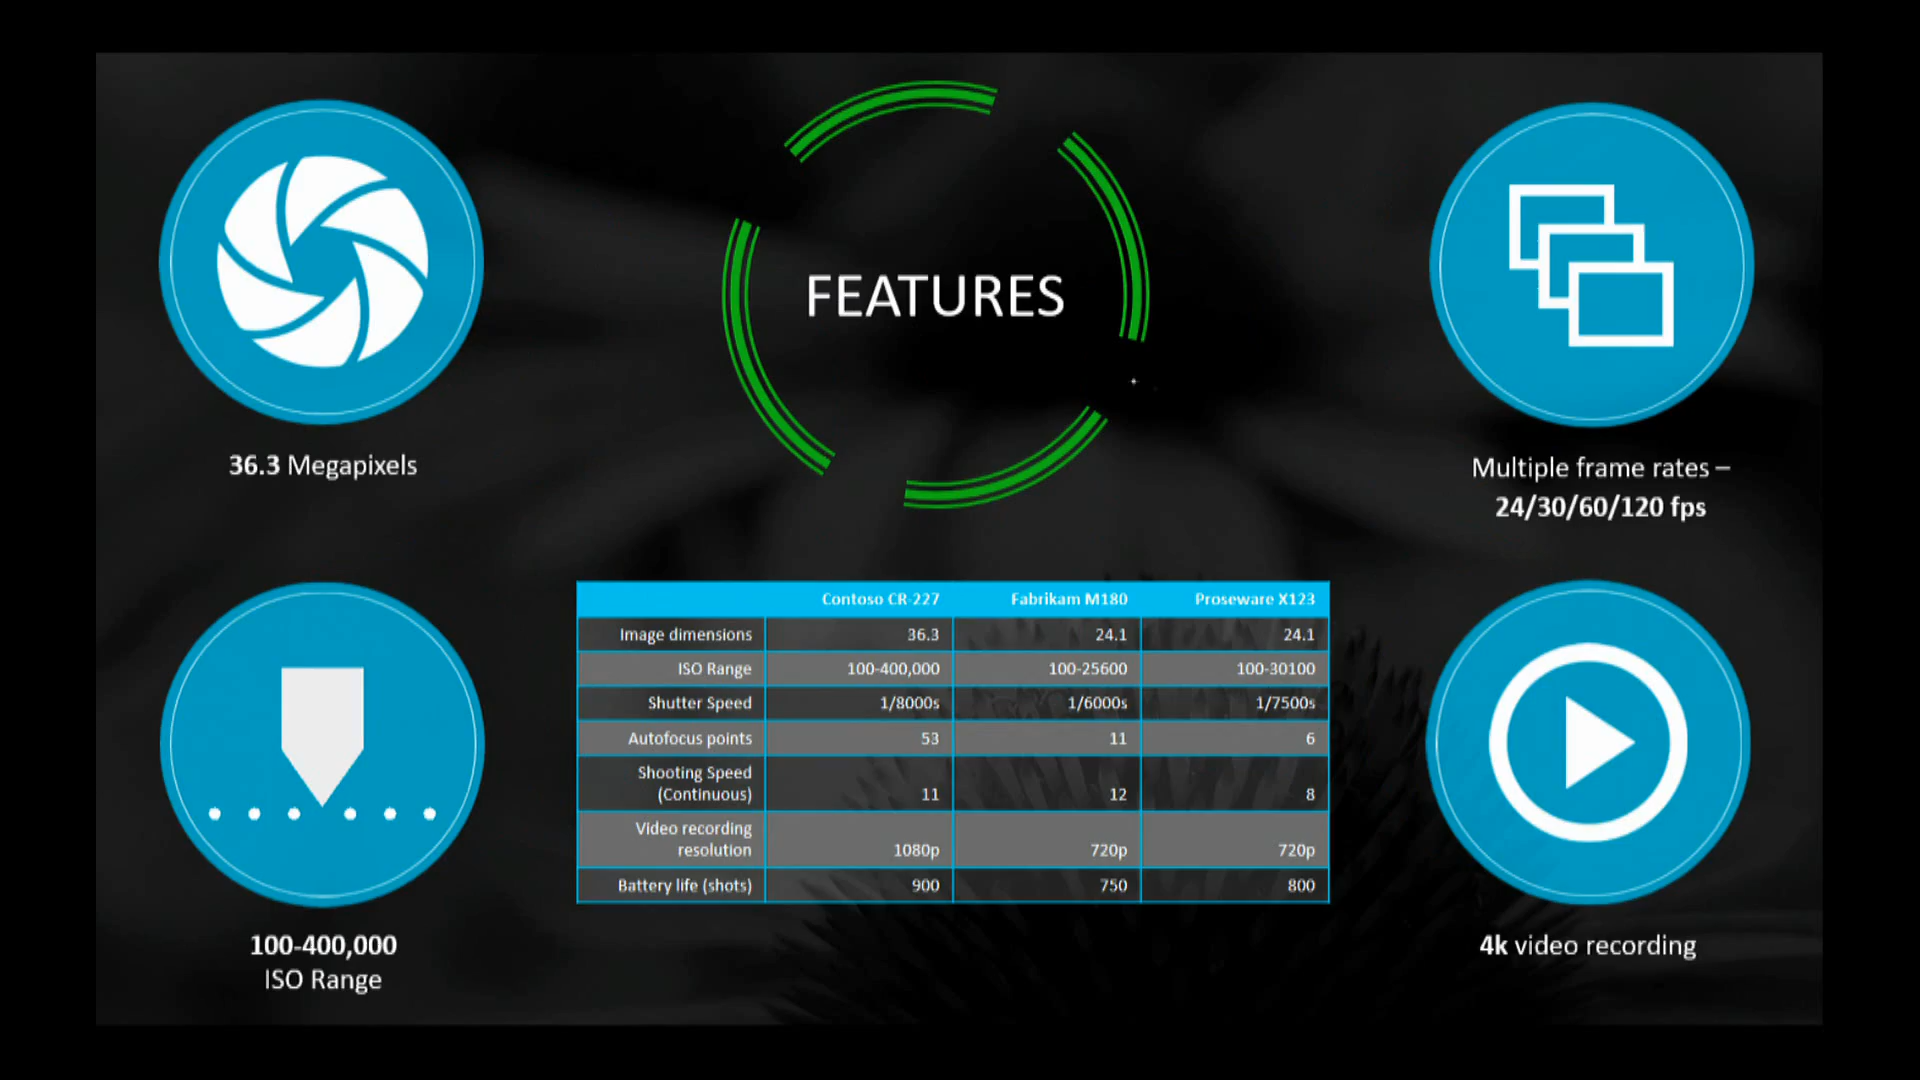 FEATURES
36.3 Megapixels
Multiple frame rates –
24/30/60/120 fps
Contoso CR-227 Fabrikam M180 Proseware X123
Image dimensions 36.3 24.1 24.1
ISO Range 100-400,000 100-25600 100-30100
Shutter Speed 1/8000s 1/6000s 1/7500s
Autofocus points 53 11 6
Shooting Speed
(Continuous) 11 12 8
Video recording
resolution 1080p 720p 720p
Battery life (shots) 900 750 800
100-400,000
ISO Range
4k video recording